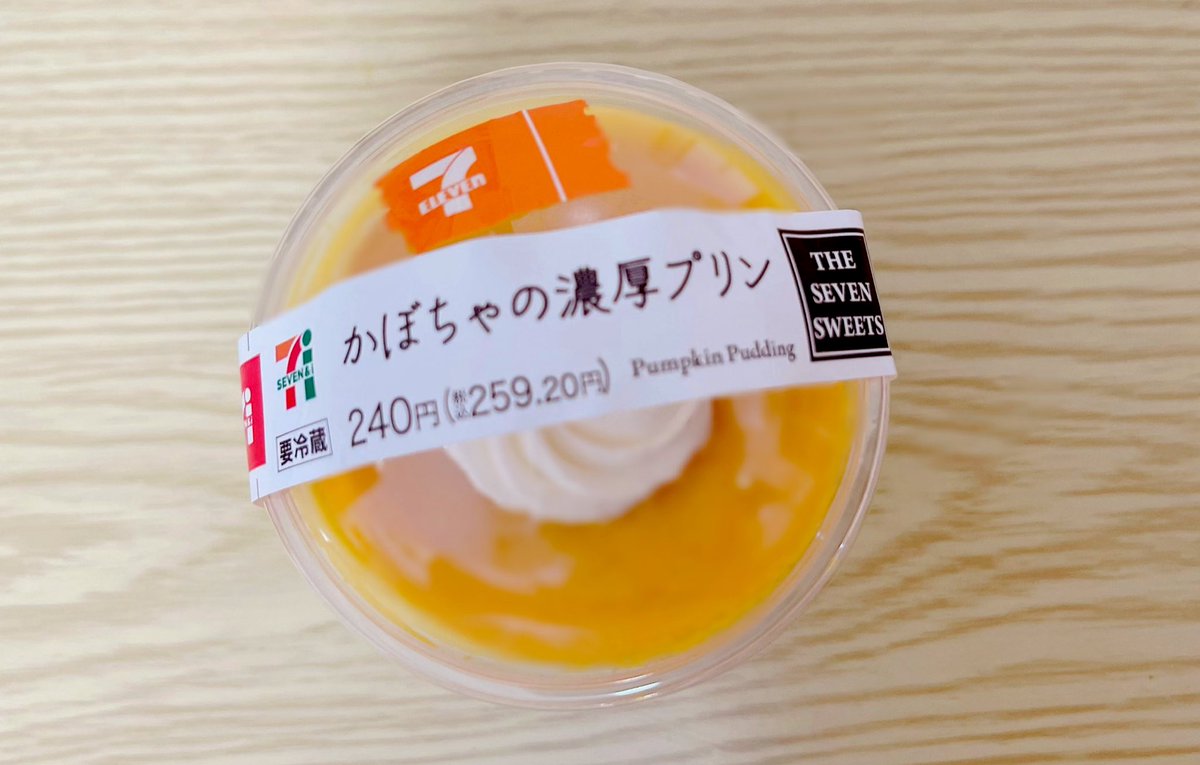 7
ELEVEN
THE
SEVEN
SWEETS
かぼちゃの濃厚プリン
Pumpkin Pudding
7i
SEVEN&i
240円(税込259.20円)
要冷蔵